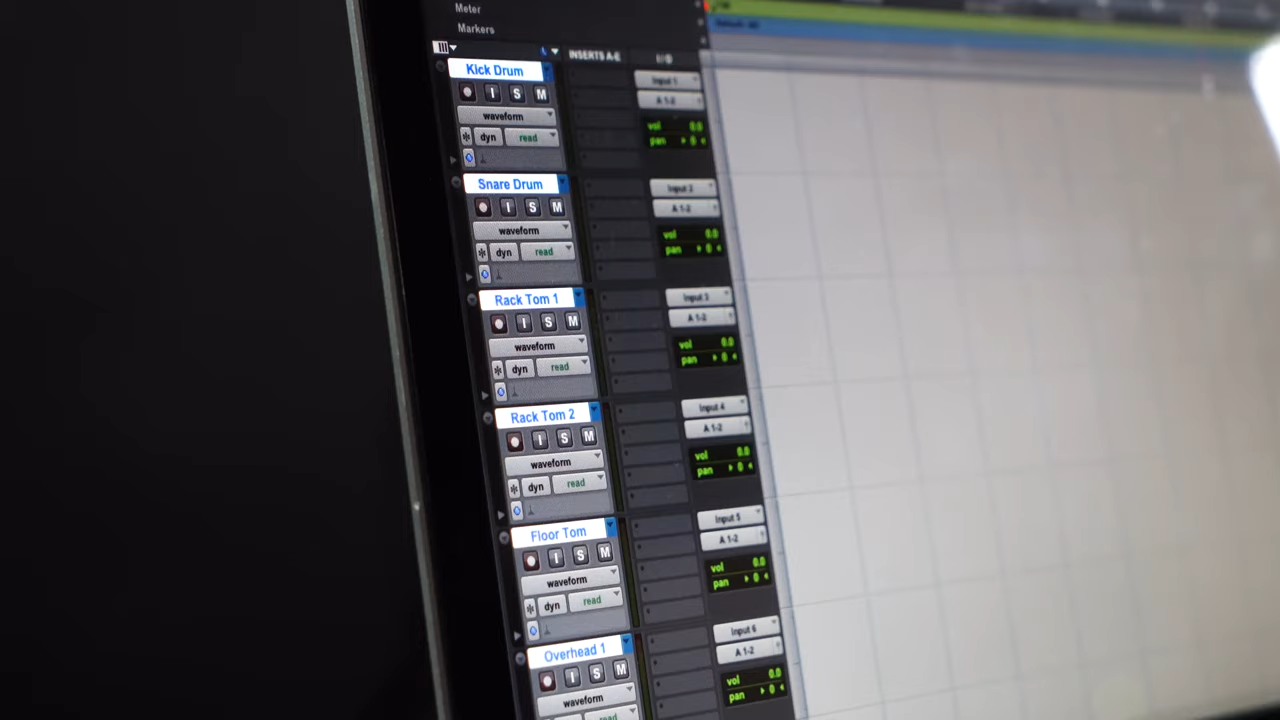 Meter
Markers
INSERTS A-E I/O
Kick Drum
Input 1
I S M
A 1-2
waveform
vol 0.0
dyn read
pan 0
Snare Drum
Input 2
I S M
A 1-2
waveform
vol 0.0
dyn read
pan 0
Rack Tom 1
Input 3
I S M
A 1-2
waveform
vol 0.0
dyn read
pan 0
Rack Tom 2
Input 4
I S M
A 1-2
waveform
vol 0.0
dyn read
pan 0
Floor Tom
Input 5
I S M
A 1-2
waveform
vol 0.0
dyn read
pan 0
Overhead 1
Input 6
I S M
A 1-2
waveform
vol 0.0
read
pan 0